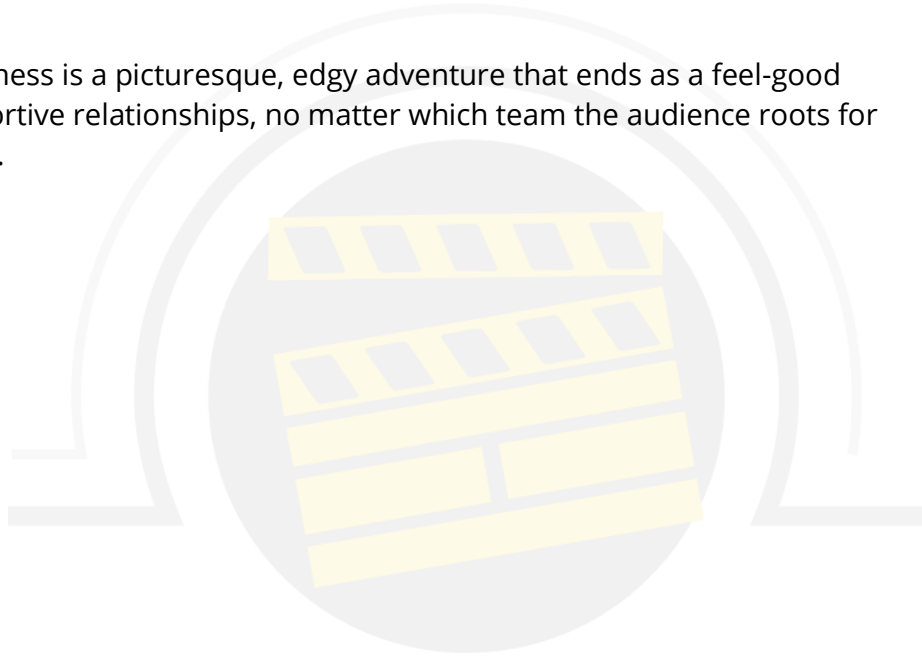 ness is a picturesque, edgy adventure that ends as a feel-good
ortive relationships, no matter which team the audience roots for
.